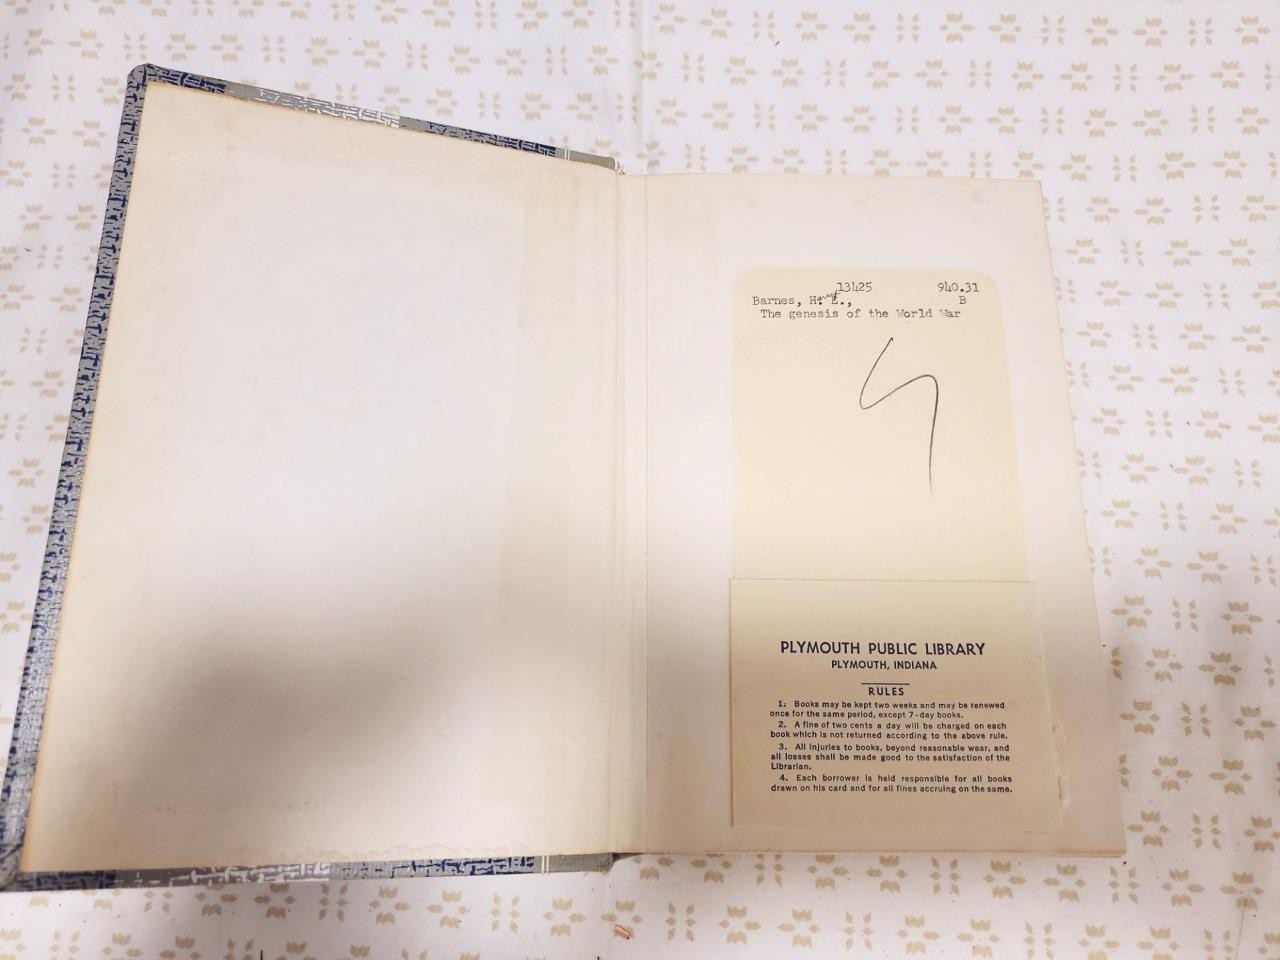 13425 940.31
Barnes, H. E., B
The genesis of the World War
PLYMOUTH PUBLIC LIBRARY
PLYMOUTH, INDIANA
RULES
1. Books may be kept two weeks and may be renewed
once for the same period, except 7-day books.
2. A fine of two cents a day will be charged on each
book which is not returned according to the above rule.
3. All injuries to books, beyond reasonable wear, and
all losses shall be made good to the satisfaction of the
Librarian.
4. Each borrower is held responsible for all books
drawn on his card and for all fines accruing on the same.